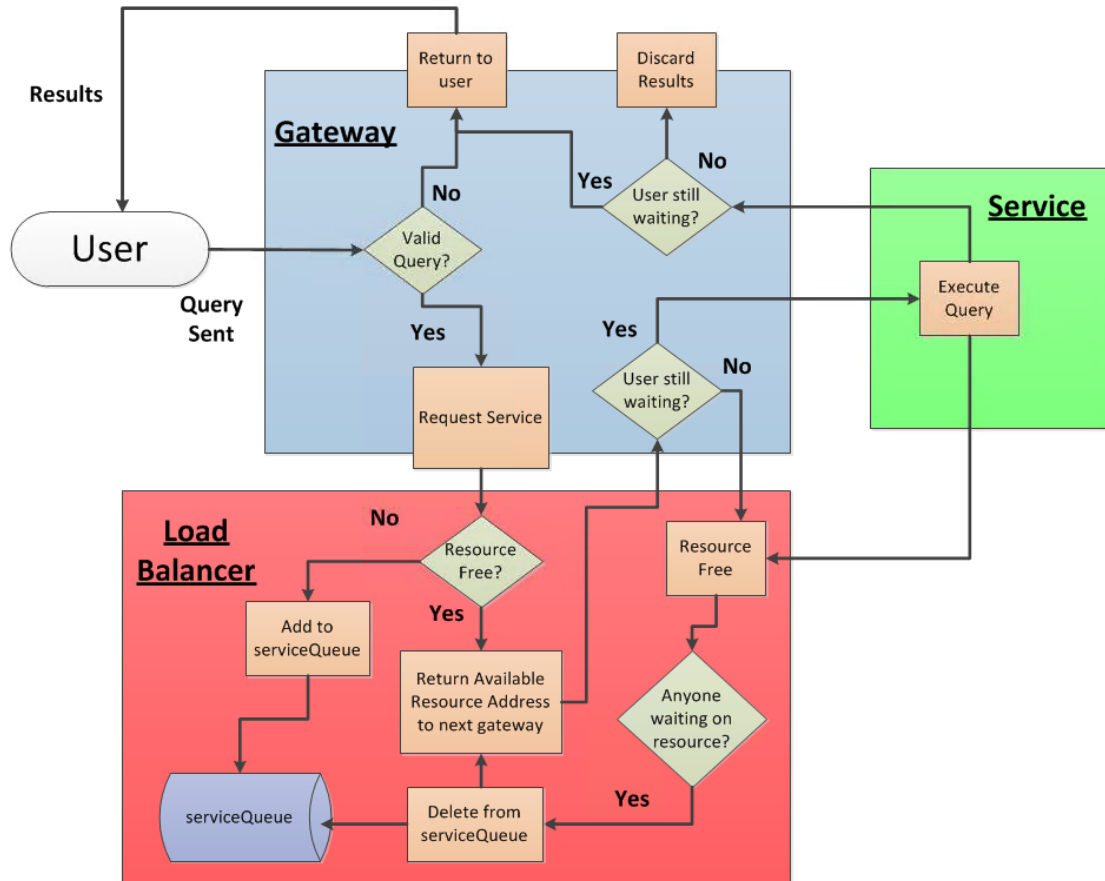 Return to
user
Discard
Results
Results
Gateway
No
Yes
No
User still
waiting?
Service
User
Valid
Query?
Query
Sent
Execute
Query
Yes
Yes
No
User still
waiting?
Request Service
No
Load
Balancer
Resource
Free?
Resource
Free
Yes
Add to
serviceQueue
Return Available
Resource Address
to next gateway
Anyone
waiting on
resource?
serviceQueue
Delete from
serviceQueue
Yes